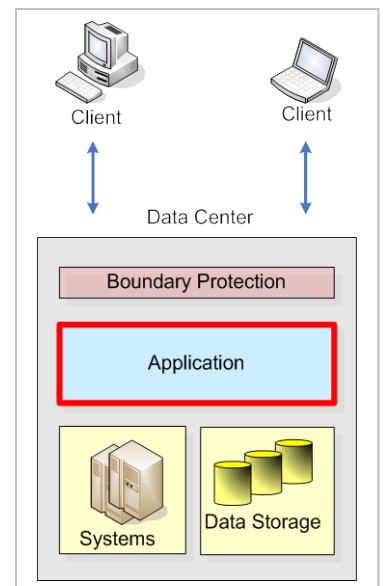 Client
Client
Data Center
Boundary Protection
Application
Systems
Data Storage